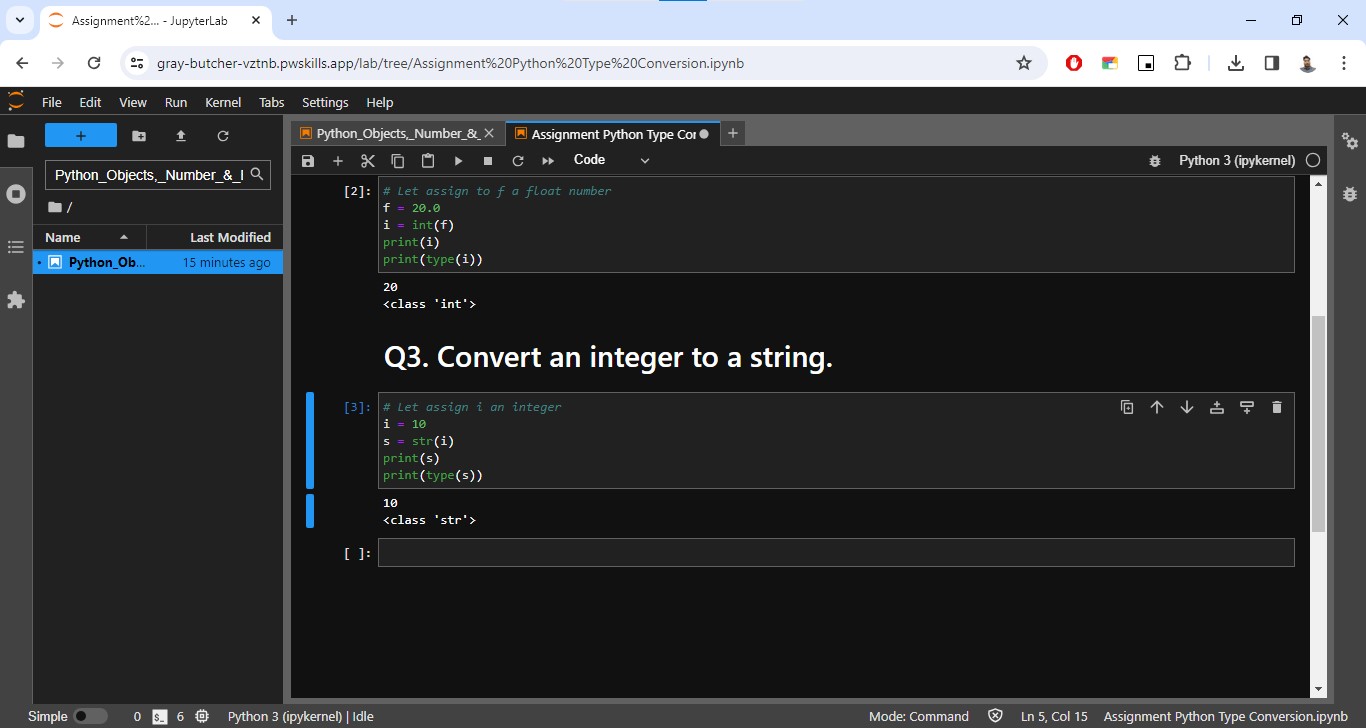 Assignment%2... - JupyterLab
gray-butcher-vztnb.pwskills.app/lab/tree/Assignment%20Python%20Type%20Conversion.ipynb
File Edit View Run Kernel Tabs Settings Help
Python_Objects,_Number_&_ Assignment Python Type Cor
Code Python 3 (ipykernel)
Python_Objects,_Number_&_I
/
Name Last Modified
Python_Ob... 15 minutes ago
[2]: # Let assign to f a float number
f = 20.0
i = int(f)
print(i)
print(type(i))
20
<class 'int'>
Q3. Convert an integer to a string.
[3]: # Let assign i an integer
i = 10
s = str(i)
print(s)
print(type(s))
10
<class 'str'>
[ ]:
Simple 0 $_ 6 Python 3 (ipykernel) | Idle Mode: Command Ln 5, Col 15 Assignment Python Type Conversion.ipynb